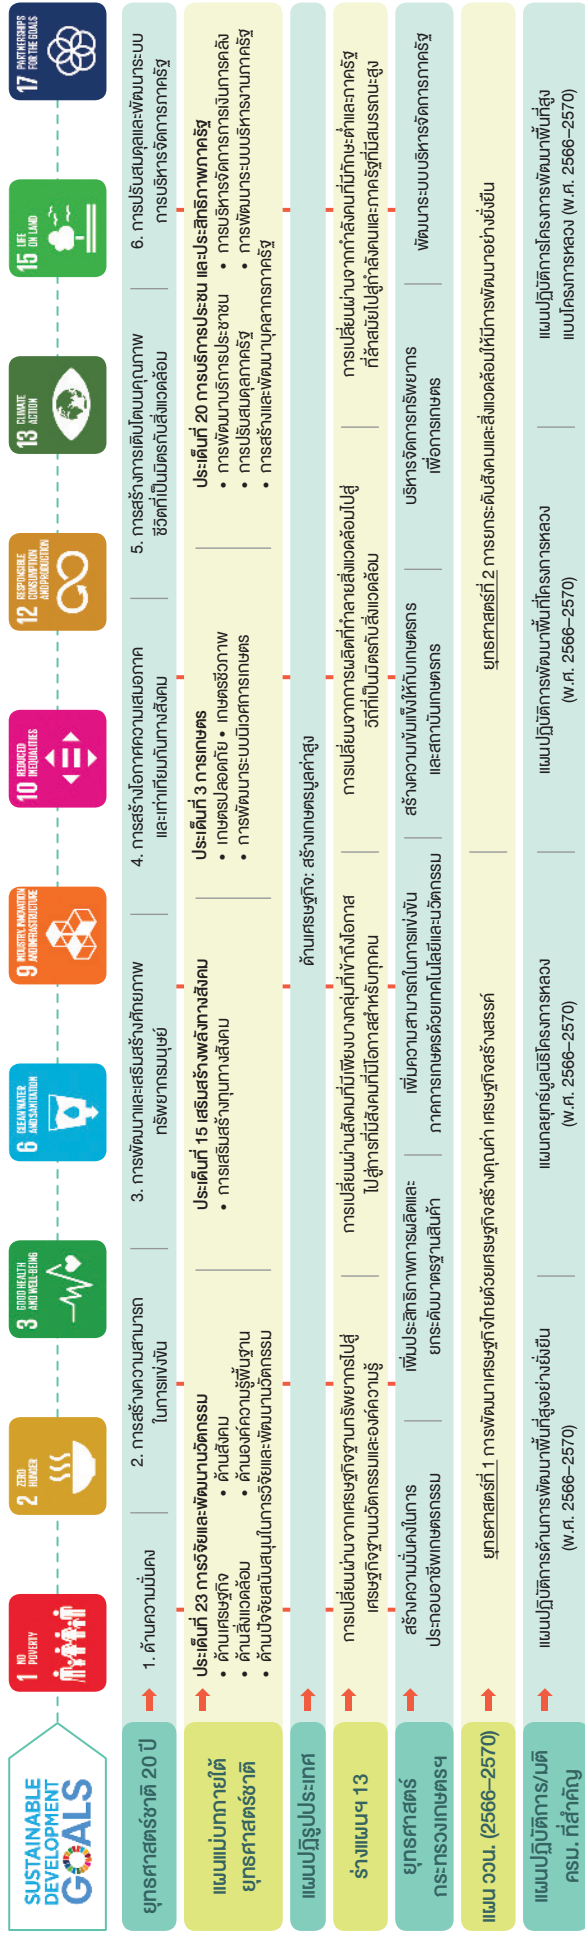 SUSTAINABLE
DEVELOPMENT
GOALS
1 NO
POVERTY
2 ZERO
HUNGER
3 GOOD HEALTH
AND WELL-BEING
6 CLEAN WATER
AND SANITATION
9 INDUSTRY, INNOVATION
AND INFRASTRUCTURE
10 REDUCED
INEQUALITIES
12 RESPONSIBLE
CONSUMPTION
AND PRODUCTION
13 CLIMATE
ACTION
15 LIFE
ON LAND
17 PARTNERSHIPS
FOR THE GOALS
ยุทธศาสตร์ชาติ 20 ปี
1. ด้านความมั่นคง
2. การสร้างความสามารถ
ในการแข่งขัน
3. การพัฒนาและเสริมสร้างศักยภาพ
ทรัพยากรมนุษย์
4. การสร้างโอกาศความเสมอภาค
และเท่าเทียมกันทางสังคม
5. การสร้างการเติบโตบนคุณภาพ
ชีวิตที่เป็นมิตรกับสิ่งแวดล้อม
6. การปรับสมดุลและพัฒนาระบบ
การบริหารจัดการภาครัฐ
แผนแม่บทภายใต้
ยุทธศาสตร์ชาติ
ประเด็นที่ 23 การวิจัยและพัฒนานวัตกรรม
• ด้านเศรษฐกิจ • ด้านสังคม
• ด้านสิ่งแวดล้อม • ด้านองค์ความรู้พื้นฐาน
• ด้านปัจจัยสนับสนุนในการวิจัยและพัฒนานวัตกรรม
ประเด็นที่ 15 เสริมสร้างพลังทางสังคม
• การเสริมสร้างทุนทางสังคม
ประเด็นที่ 3 การเกษตร
• เกษตรปลอดภัย • เกษตรชีวภาพ
• การพัฒนาระบบนิเวศการเกษตร
ประเด็นที่ 20 การบริการประชน และประสิทธิภาพภาครัฐ
• การพัฒนาบริการประชาชน • การบริหารจัดการการเงินการคลัง
• การปรับสมดุลภาครัฐ • การพัฒนาระบบบริหารงานภาครัฐ
• การสร้างและพัฒนาบุคลากรภาครัฐ
แผนปฏิรูปประเทศ
ด้านเศรษฐกิจ: สร้างเกษตรมูลค่าสูง
ร่างแผนฯ 13
การเปลี่ยนผ่านจากเศรษฐกิจฐานทรัพยากรไปสู่
เศรษฐกิจฐานนวัตกรรมและองค์ความรู้
การเปลี่ยนผ่านสังคมที่มีเพียงบางกลุ่มที่เข้าถึงโอกาส
ไปสู่การที่มีสังคมที่มีโอกาสสำหรับทุกคน
การเปลี่ยนจากการผลิตที่ทำลายสิ่งแวดล้อมไปสู่
วิถีที่เป็นมิตรกับสิ่งแวดล้อม
การเปลี่ยนผ่านจากกำลังคนที่มีทักษะต่ำและภาครัฐ
ที่ล้าสมัยไปสู่กำลังคนและภาครัฐที่มีสมรรถนะสูง
ยุทธศาสตร์
กระทรวงเกษตรฯ
สร้างความมั่นคงในการ
ประกอบอาชีพเกษตรกรรม
เพิ่มประสิทธิภาพการผลิตและ
ยกระดับมาตรฐานสินค้า
เพิ่มความสามารถในการแข่งขัน
ภาคการเกษตรด้วยเทคโนโลยีและนวัตกรรม
สร้างความเข้มแข็งให้กับเกษตรกร
และสถาบันเกษตรกร
บริหารจัดการทรัพยากร
เพื่อการเกษตร
พัฒนาระบบบริหารจัดการภาครัฐ
แผน ววน. (2566–2570)
ยุทธศาสตร์ที่ 1 การพัฒนาเศรษฐกิจไทยด้วยเศรษฐกิจสร้างคุณค่า เศรษฐกิจสร้างสรรค์
ยุทธศาสตร์ที่ 2 การยกระดับสังคมและสิ่งแวดล้อมให้มีการพัฒนาอย่างยั่งยืน
แผนปฏิบัติการ/มติ
ครม. ที่สำคัญ
แผนปฏิบัติการด้านการพัฒนาพื้นที่สูงอย่างยั่งยืน
(พ.ศ. 2566–2570)
แผนกลยุทธ์มูลนิธิโครงการหลวง
(พ.ศ. 2566–2570)
แผนปฏิบัติการพัฒนาพื้นที่โครงการหลวง
(พ.ศ. 2566–2570)
แผนปฏิบัติการโครงการพัฒนาพื้นที่สูง
แบบโครงการหลวง (พ.ศ. 2566–2570)